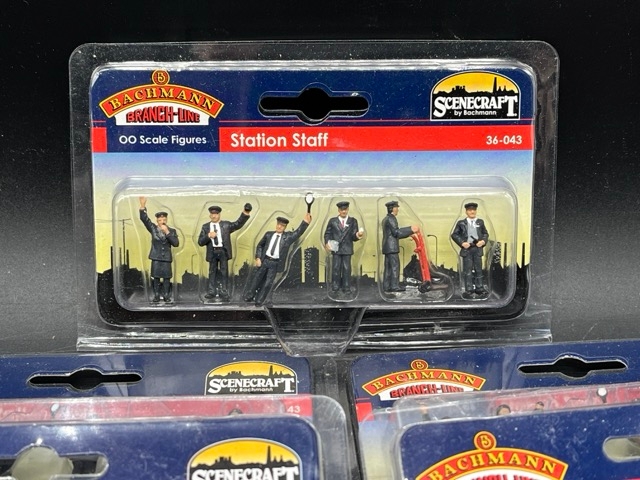 BACHMANN
BRANCH-LINE
OO Scale Figures
Station Staff
SCENECRAFT
by Bachmann
36-043
SCENECRAFT
by Bachmann
43
BACHMANN
BRANCH-LINE
SCENECRAFT
BACHMANN